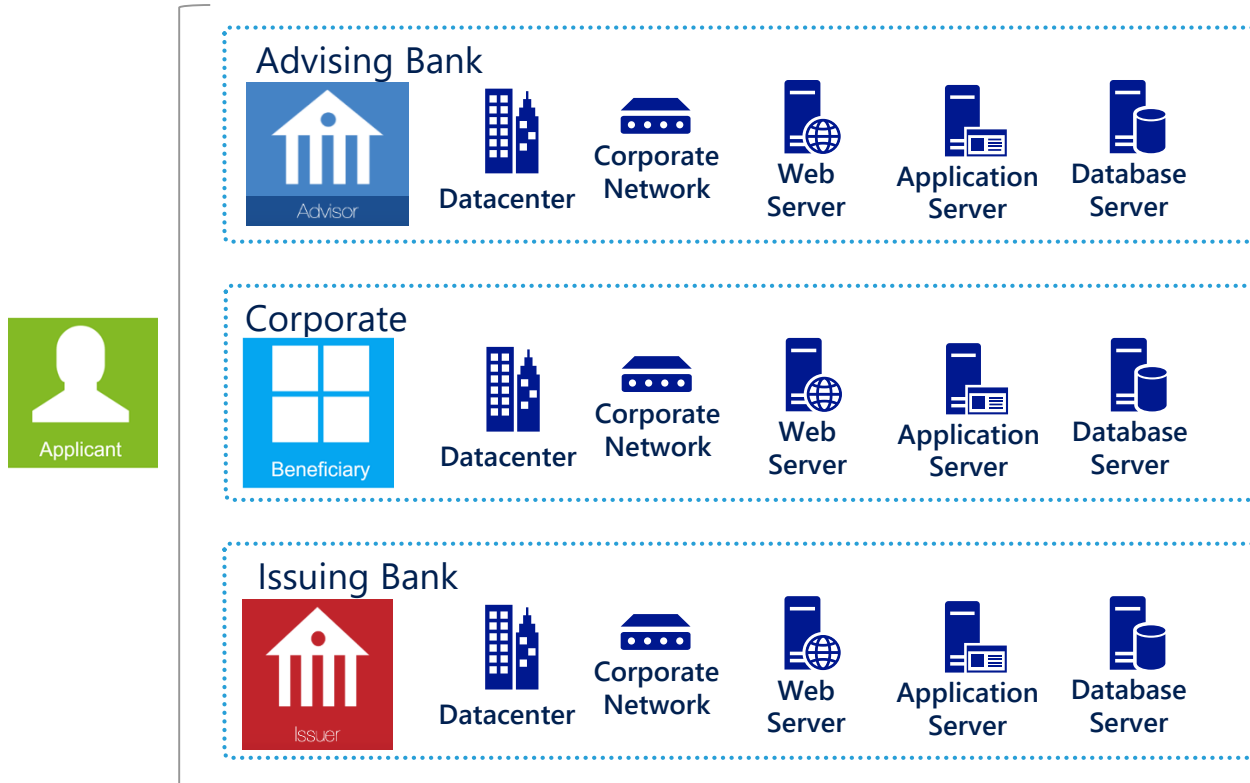 Advising Bank
Advisor
Datacenter
Corporate
Network
Web
Server
Application
Server
Database
Server
Applicant
Corporate
Beneficiary
Datacenter
Corporate
Network
Web
Server
Application
Server
Database
Server
Issuing Bank
Issuer
Datacenter
Corporate
Network
Web
Server
Application
Server
Database
Server